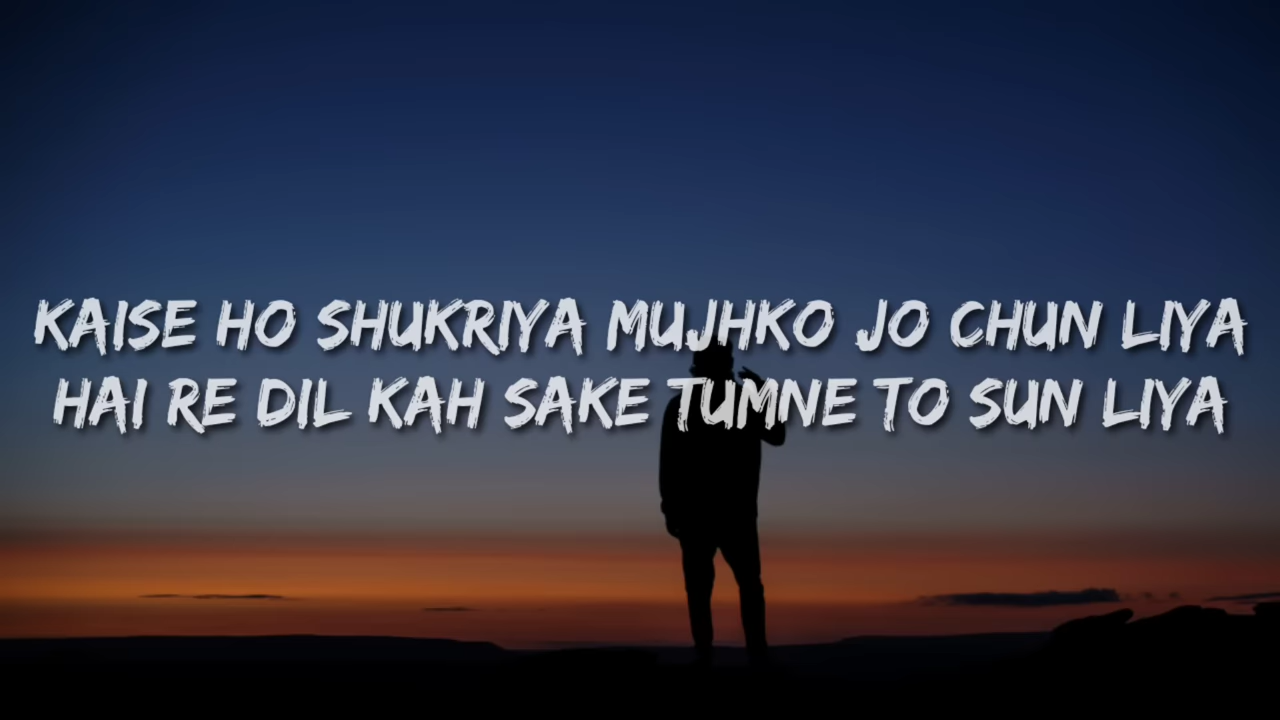 KAISE HO SHUKRIYA MUJHKO JO CHUN LIYA
HAI RE DIL KAH SAKE TUMNE TO SUN LIYA